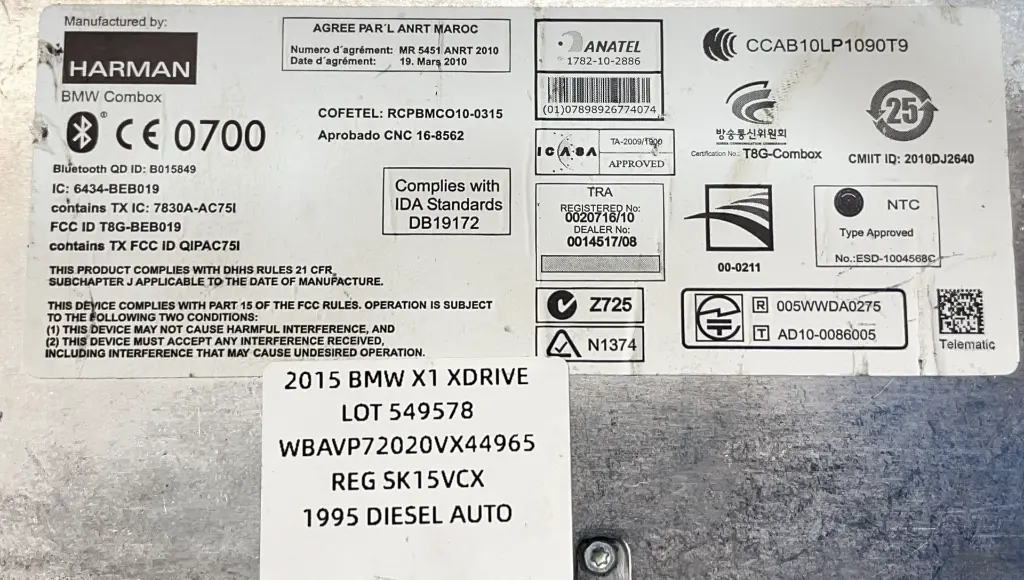 Manufactured by:
HARMAN
BMW Combox
CE 0700
Bluetooth QD ID: B015849
IC: 6434-BEB019
contains TX IC: 7830A-AC75I
FCC ID T8G-BEB019
contains TX FCC ID QIPAC75I
THIS PRODUCT COMPLIES WITH DHHS RULES 21 CFR,
SUBCHAPTER J APPLICABLE TO THE DATE OF MANUFACTURE.
THIS DEVICE COMPLIES WITH PART 15 OF THE FCC RULES. OPERATION IS SUBJECT
TO THE FOLLOWING TWO CONDITIONS:
(1) THIS DEVICE MAY NOT CAUSE HARMFUL INTERFERENCE, AND
(2) THIS DEVICE MUST ACCEPT ANY INTERFERENCE RECEIVED,
INCLUDING INTERFERENCE THAT MAY CAUSE UNDESIRED OPERATION.
AGREE PAR´L ANRT MAROC
Numero d´agrément: MR 5451 ANRT 2010
Date d´agrément: 19. Mars 2010
COFETEL: RCPBMCO10-0315
Aprobado CNC 16-8562
Complies with
IDA Standards
DB19172
ANATEL
1782-10-2886
(01)07898926774074
ICASA
TA-2009/1900
APPROVED
TRA
REGISTERED No:
0020716/10
DEALER No:
0014517/08
Z725
N1374
CCAB10LP1090T9
방송통신위원회
KOREA COMMUNICATIONS COMMISSION
Certification No.: T8G-Combox
25
CMIIT ID: 2010DJ2640
00-0211
NTC
Type Approved
No.:ESD-1004568C
R 005WWDA0275
T AD10-0086005
Telematic
2015 BMW X1 XDRIVE
LOT 549578
WBAVP72020VX44965
REG SK15VCX
1995 DIESEL AUTO